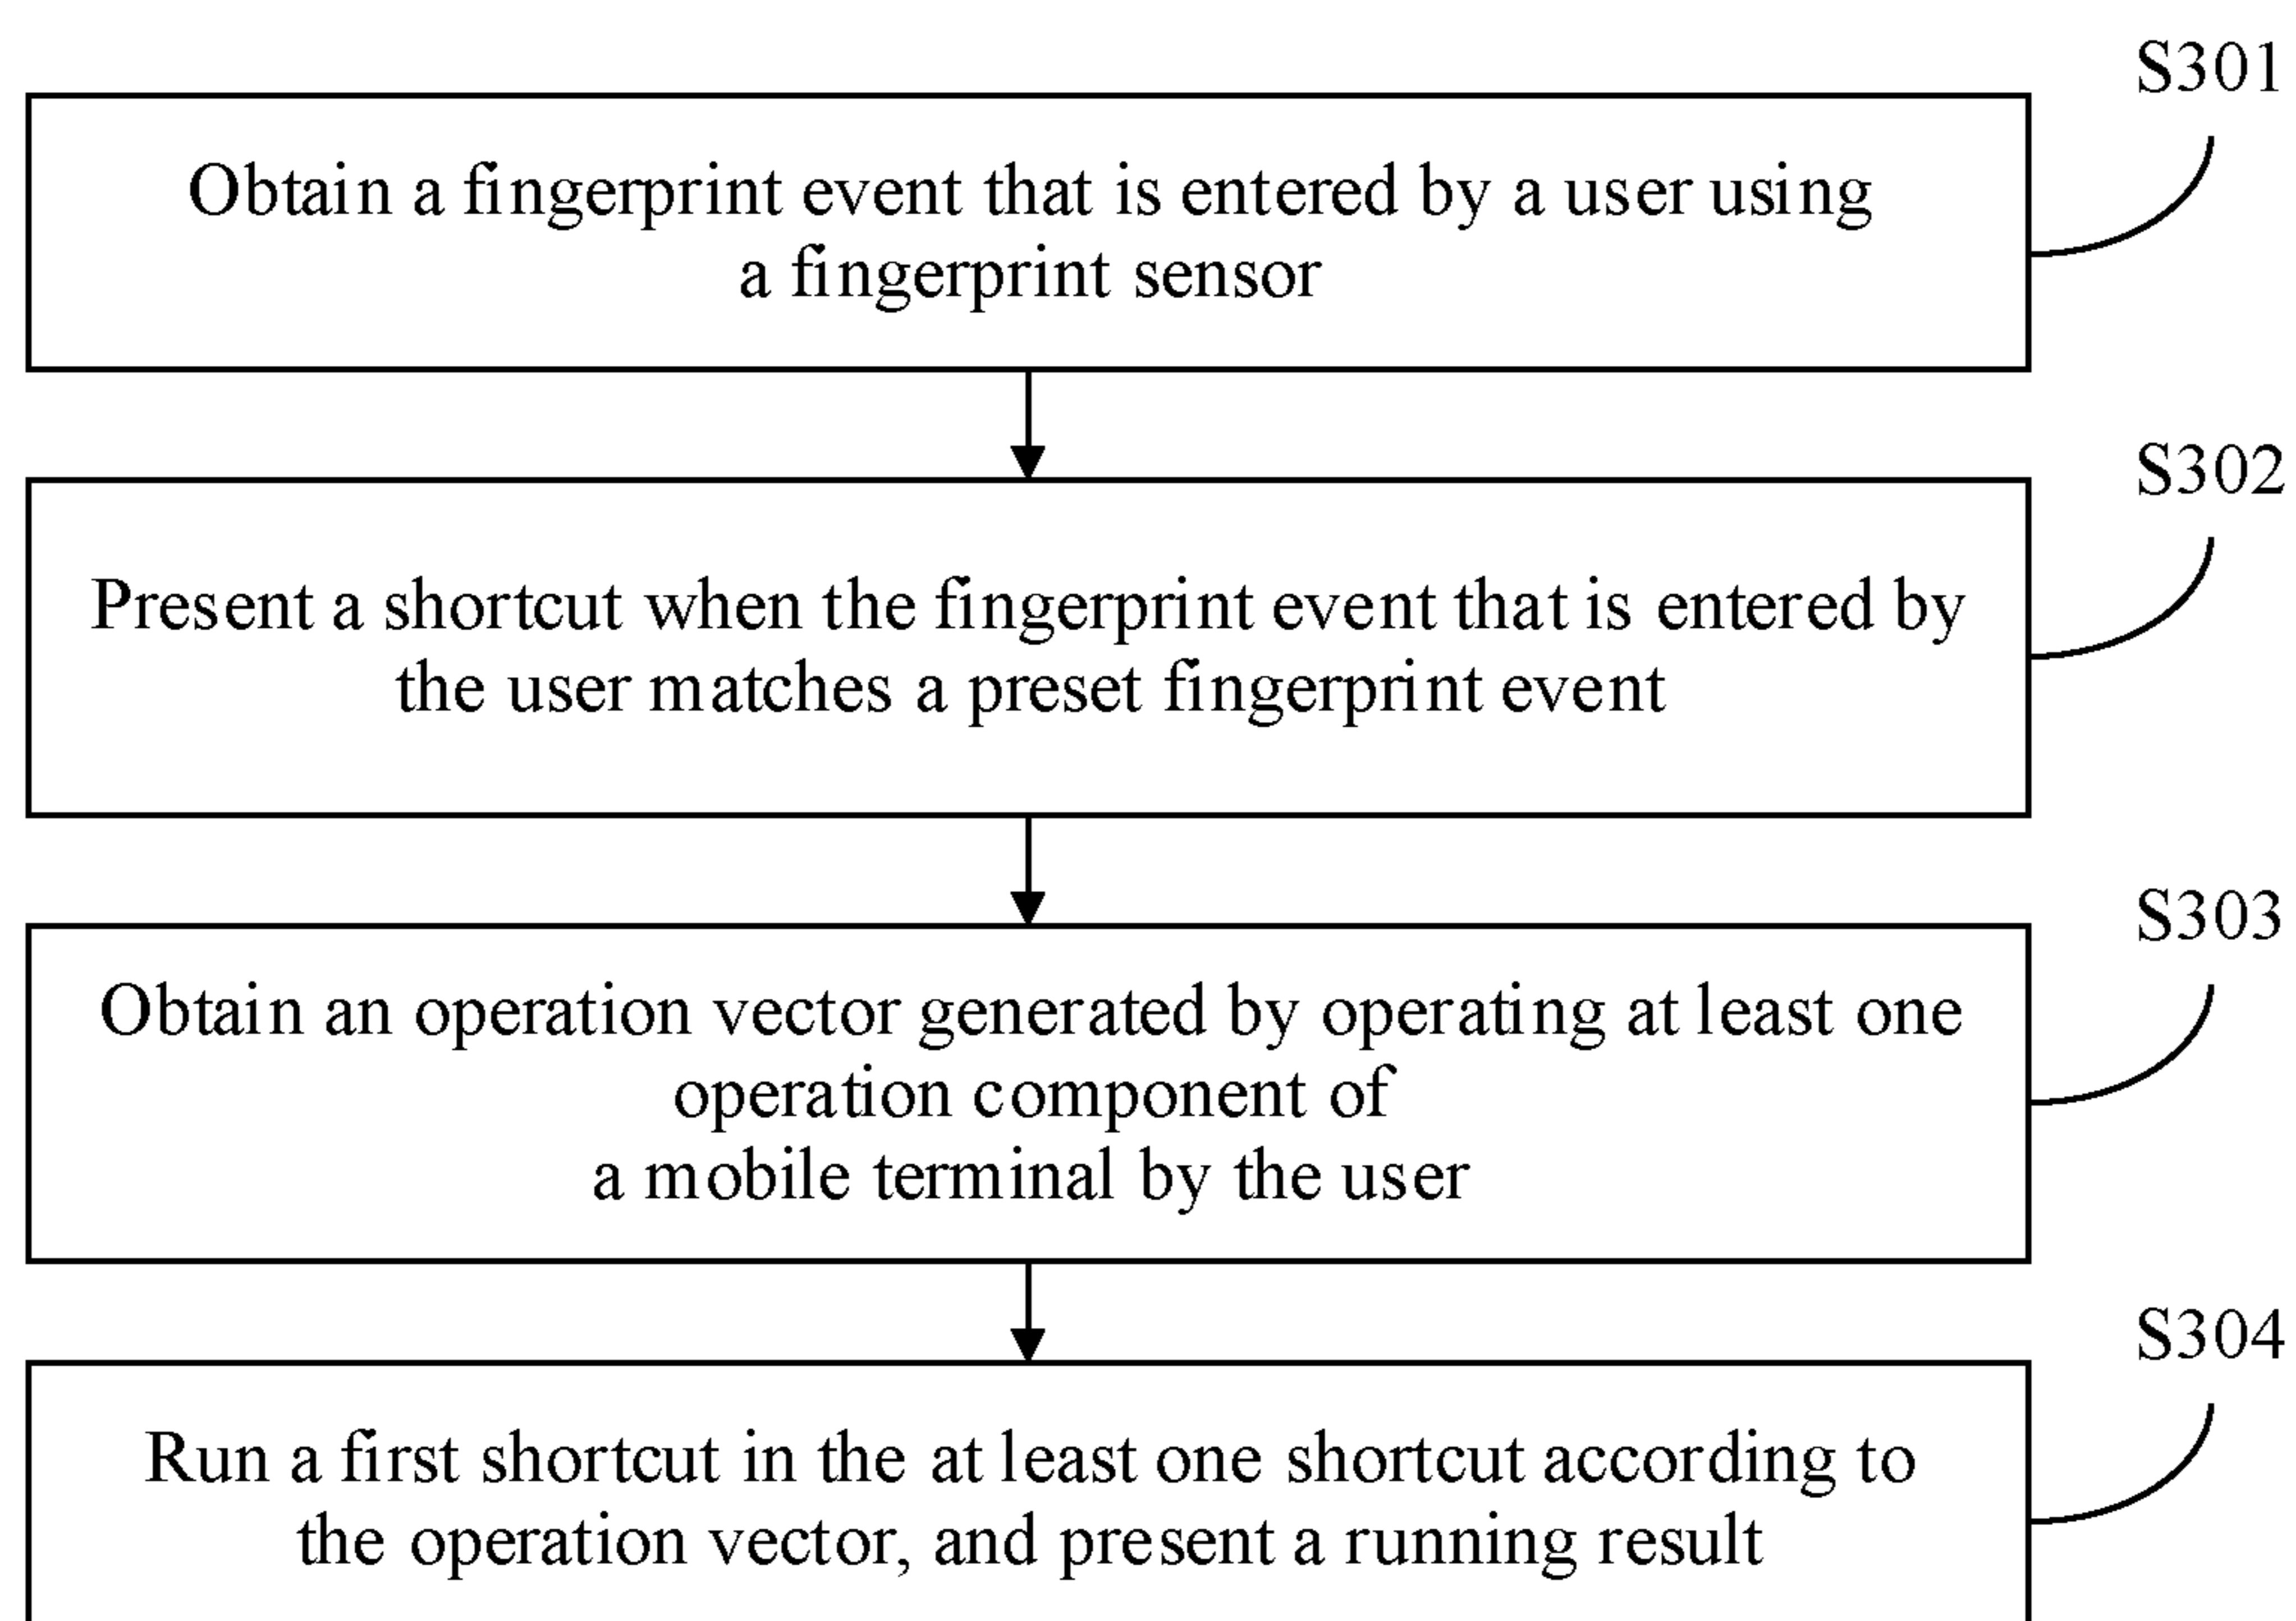 S301
Obtain a fingerprint event that is entered by a user using
a fingerprint sensor
S302
Present a shortcut when the fingerprint event that is entered by
the user matches a preset fingerprint event
S303
Obtain an operation vector generated by operating at least one
operation component of
a mobile terminal by the user
S304
Run a first shortcut in the at least one shortcut according to
the operation vector, and present a running result